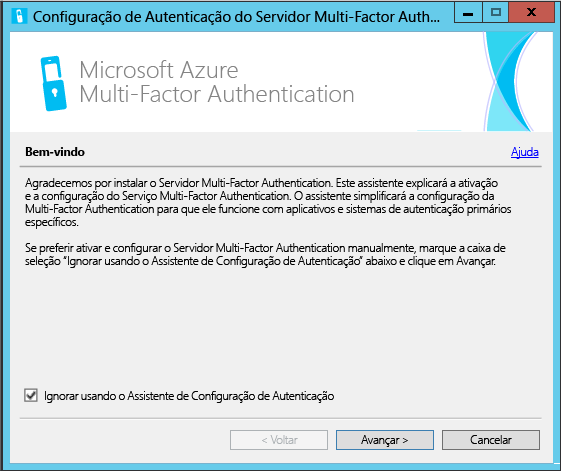 Configuração de Autenticação do Servidor Multi-Factor Auth...
Microsoft Azure
Multi-Factor Authentication
Bem-vindo
Ajuda
Agradecemos por instalar o Servidor Multi-Factor Authentication. Este assistente explicará a ativação
e a configuração do Serviço Multi-Factor Authentication. O assistente simplificará a configuração da
Multi-Factor Authentication para que ele funcione com aplicativos e sistemas de autenticação primários
específicos.
Se preferir ativar e configurar o Servidor Multi-Factor Authentication manualmente, marque a caixa de
seleção “Ignorar usando o Assistente de Configuração de Autenticação” abaixo e clique em Avançar.
Ignorar usando o Assistente de Configuração de Autenticação
< Voltar
Avançar >
Cancelar